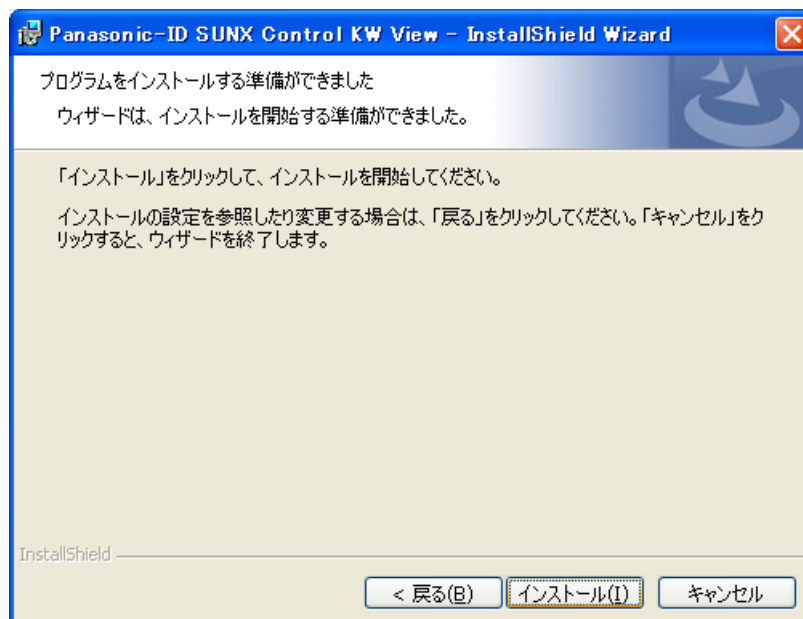 Panasonic-ID SUNX Control KW View - InstallShield Wizard
プログラムをインストールする準備ができました
ウィザードは、インストールを開始する準備ができました。
「インストール」をクリックして、インストールを開始してください。
インストールの設定を参照したり変更する場合は、「戻る」をクリックしてください。「キャンセル」をク
リックすると、ウィザードを終了します。
InstallShield
< 戻る(B)
インストール(I)
キャンセル